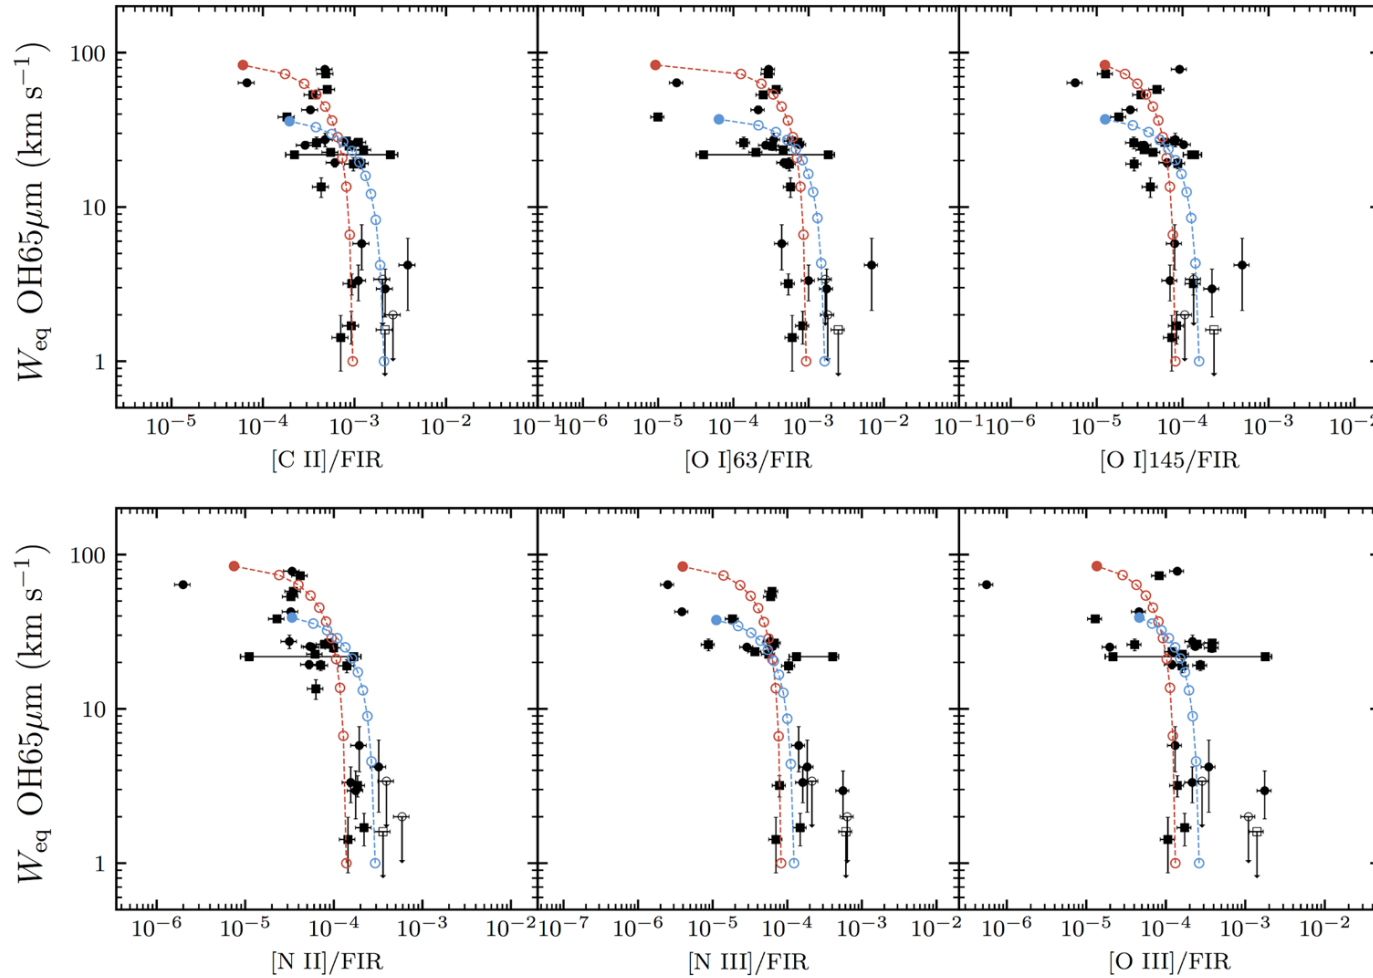 W_eq OH65μm (km s⁻¹)
100
10
1
10⁻⁵ 10⁻⁴ 10⁻³ 10⁻² 10⁻¹
[C II]/FIR
10⁻¹ 10⁻⁵ 10⁻⁴ 10⁻³ 10⁻²
[O I]63/FIR
10⁻⁵ 10⁻⁴ 10⁻³ 10⁻²
[O I]145/FIR
W_eq OH65μm (km s⁻¹)
100
10
1
10⁻⁶ 10⁻⁵ 10⁻⁴ 10⁻³ 10⁻²
[N II]/FIR
10⁻⁷ 10⁻⁶ 10⁻⁵ 10⁻⁴ 10⁻³ 10⁻²
[N III]/FIR
10⁻⁶ 10⁻⁵ 10⁻⁴ 10⁻³ 10⁻²
[O III]/FIR